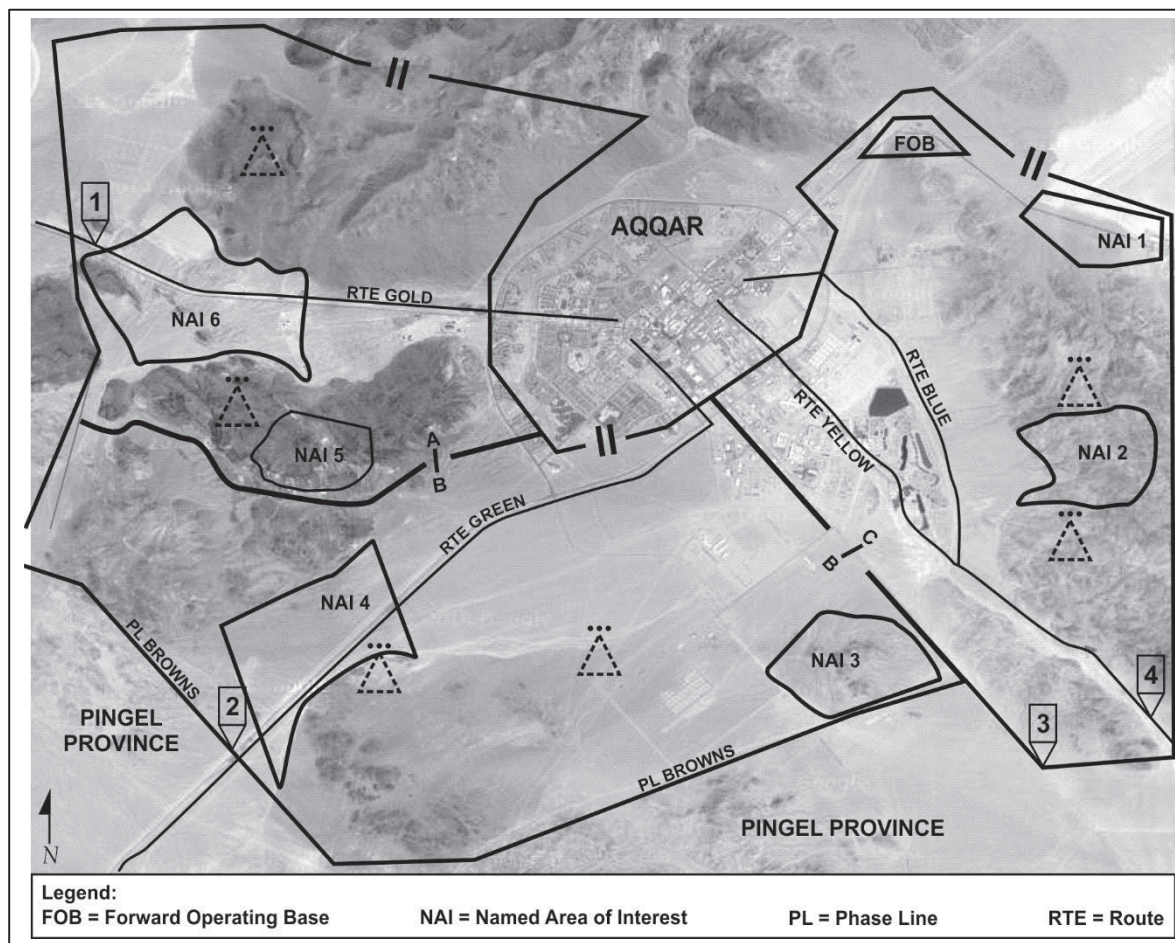 FOB
1
AQQAR
NAI 1
RTE GOLD
NAI 6
RTE BLUE
RTE YELLOW
A
B
NAI 5
NAI 2
RTE GREEN
C
B
NAI 4
PL BROWNS
NAI 3
2
4
3
PINGEL
PROVINCE
PL BROWNS
PINGEL PROVINCE
N
Legend:
FOB = Forward Operating Base NAI = Named Area of Interest PL = Phase Line RTE = Route